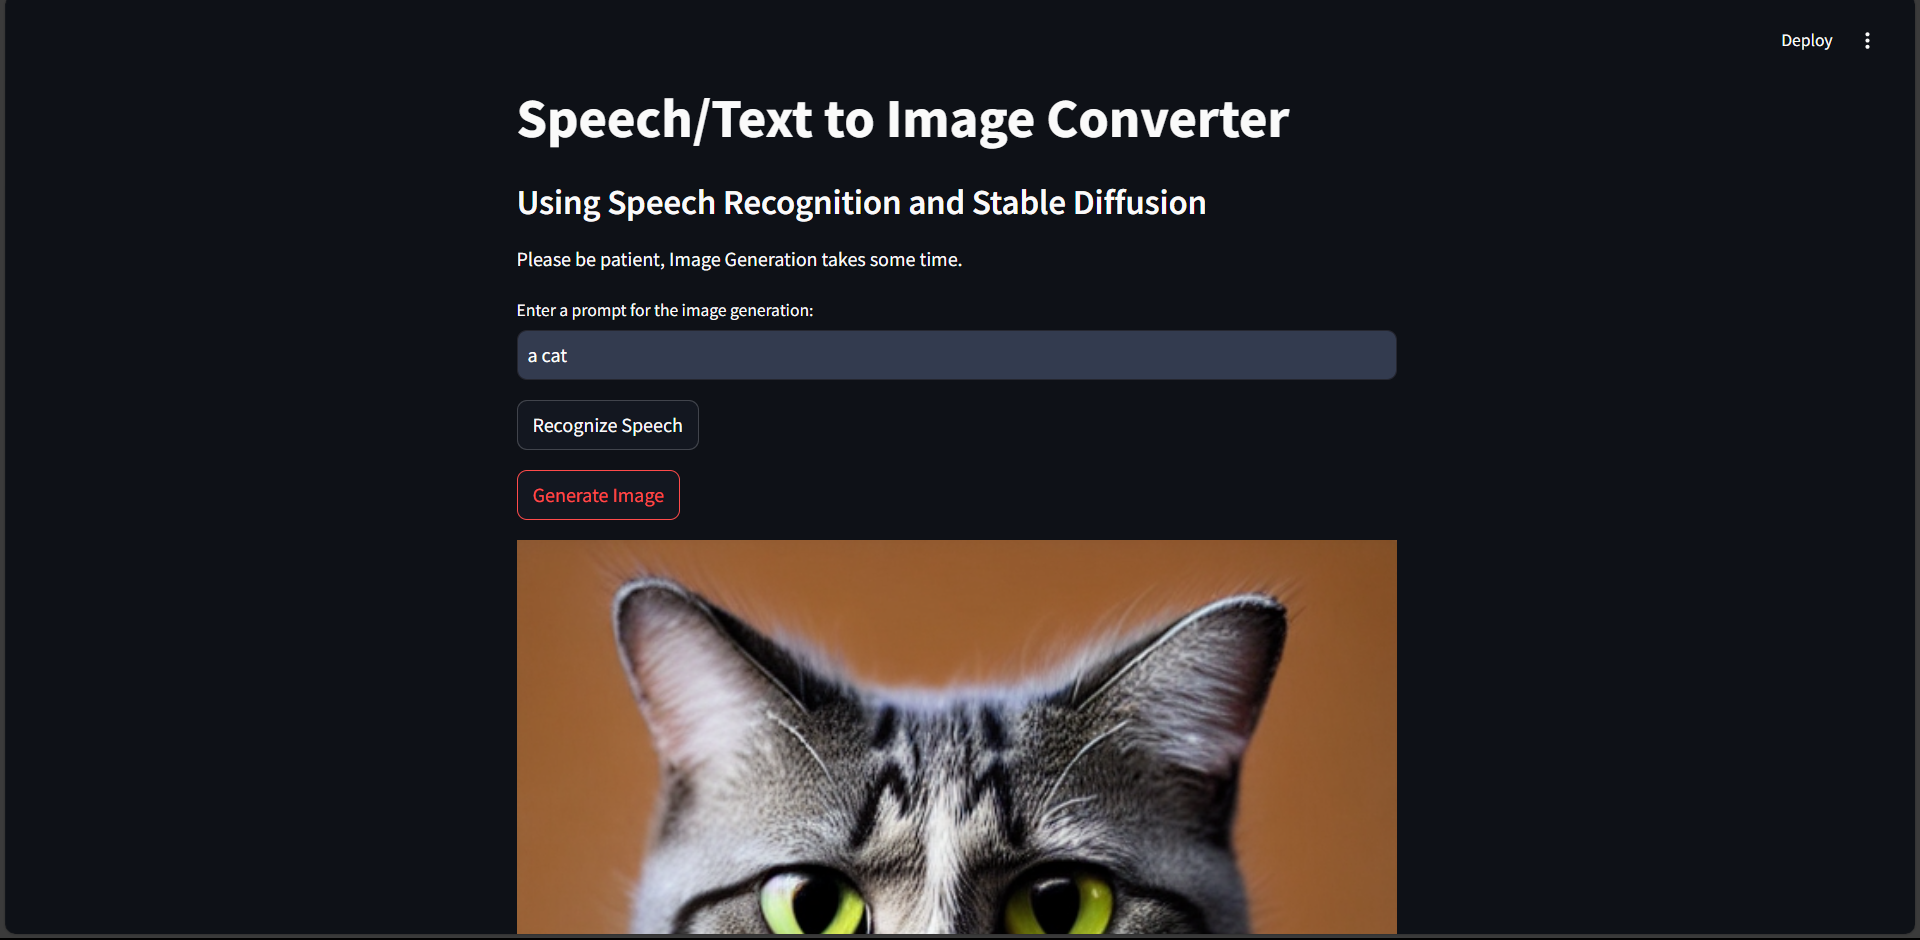 Deploy
Speech/Text to Image Converter
Using Speech Recognition and Stable Diffusion
Please be patient, Image Generation takes some time.
Enter a prompt for the image generation:
a cat
Recognize Speech
Generate Image